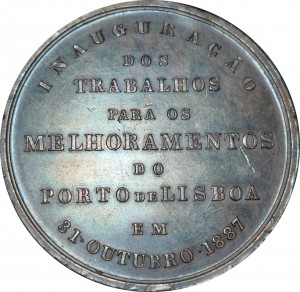 INAUGURAÇÃO
DOS
TRABALHOS
PARA OS
MELHORAMENTOS
DO
PORTO DE LISBOA
EM
31·OUTUBRO·1887